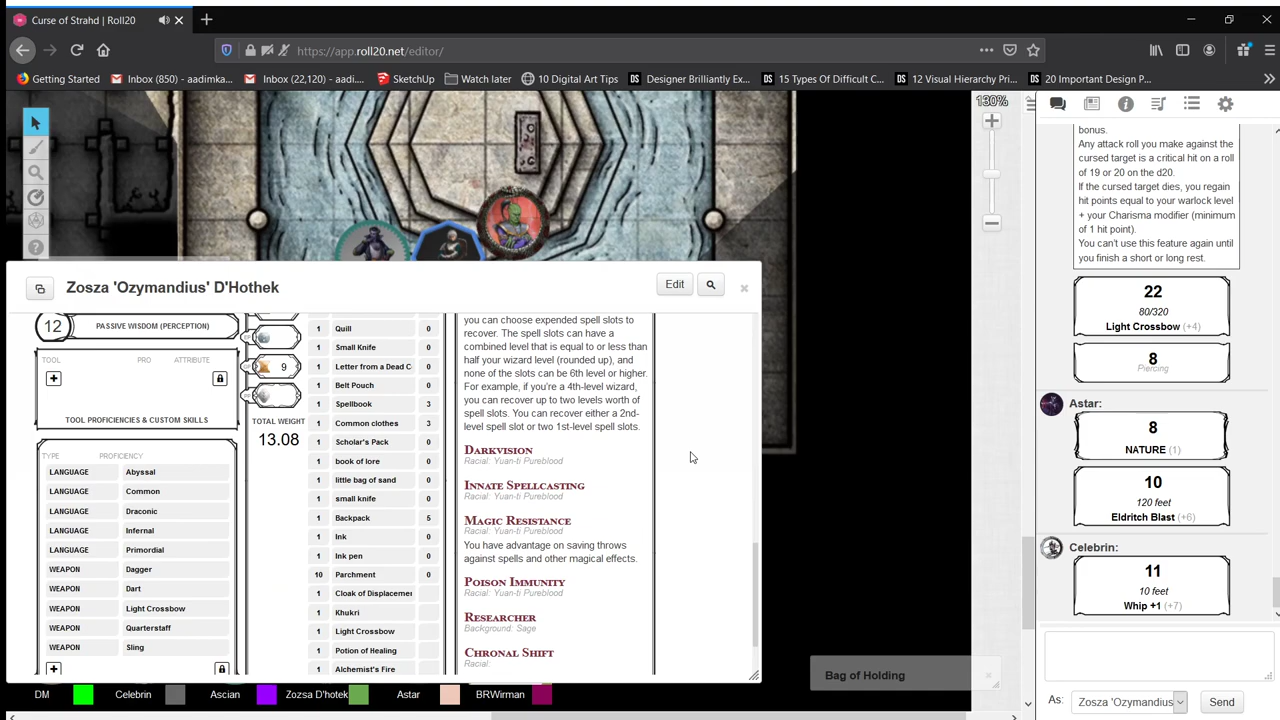 Curse of Strahd | Roll20
https://app.roll20.net/editor/
Getting Started
Inbox (850) - aadimka...
Inbox (22,120) - aadi...
SketchUp
Watch later
10 Digital Art Tips
Designer Brilliantly Ex...
15 Types Of Difficult C...
12 Visual Hierarchy Prin...
20 Important Design P...
130%
bonus.
Any attack roll you make against the
cursed target is a critical hit on a roll
of 19 or 20 on the d20.
If the cursed target dies, you regain
hit points equal to your warlock level
+ your Charisma modifier (minimum
of 1 hit point).
You can't use this feature again until
you finish a short or long rest.
22
80/320
Light Crossbow (+4)
8
Piercing
Astar:
8
NATURE (1)
10
120 feet
Eldritch Blast (+6)
Celebrin:
11
10 feet
Whip +1 (+7)
As:
Zosza 'Ozymandius'
Send
Zosza 'Ozymandius' D'Hothek
Edit
12
PASSIVE WISDOM (PERCEPTION)
TOOL
PRO
ATTRIBUTE
TOOL PROFICIENCIES & CUSTOM SKILLS
TYPE
PROFICIENCY
LANGUAGE Abyssal
LANGUAGE Common
LANGUAGE Draconic
LANGUAGE Infernal
LANGUAGE Primordial
WEAPON Dagger
WEAPON Dart
WEAPON Light Crossbow
WEAPON Quarterstaff
WEAPON Sling
9
TOTAL WEIGHT
13.08
1 Quill 0
1 Small Knife 0
1 Letter from a Dead C 0
1 Belt Pouch 0
1 Spellbook 3
1 Common clothes 3
1 Scholar's Pack 0
1 book of lore 0
1 little bag of sand 0
1 small knife 0
1 Backpack 5
1 Ink 0
1 Ink pen 0
10 Parchment 0
1 Cloak of Displacemen
1 Khukri
1 Light Crossbow
1 Potion of Healing
1 Alchemist's Fire
you can choose expended spell slots to
recover. The spell slots can have a
combined level that is equal to or less than
half your wizard level (rounded up), and
none of the slots can be 6th level or higher.
For example, if you're a 4th-level wizard,
you can recover up to two levels worth of
spell slots. You can recover either a 2nd-
level spell slot or two 1st-level spell slots.
DARKVISION
Racial: Yuan-ti Pureblood
INNATE SPELLCASTING
Racial: Yuan-ti Pureblood
MAGIC RESISTANCE
Racial: Yuan-ti Pureblood
You have advantage on saving throws
against spells and other magical effects.
POISON IMMUNITY
Racial: Yuan-ti Pureblood
RESEARCHER
Background: Sage
CHRONAL SHIFT
Racial:
Bag of Holding
DM
Celebrin
Ascian
Zozsa D'hotek
Astar
BRWirman